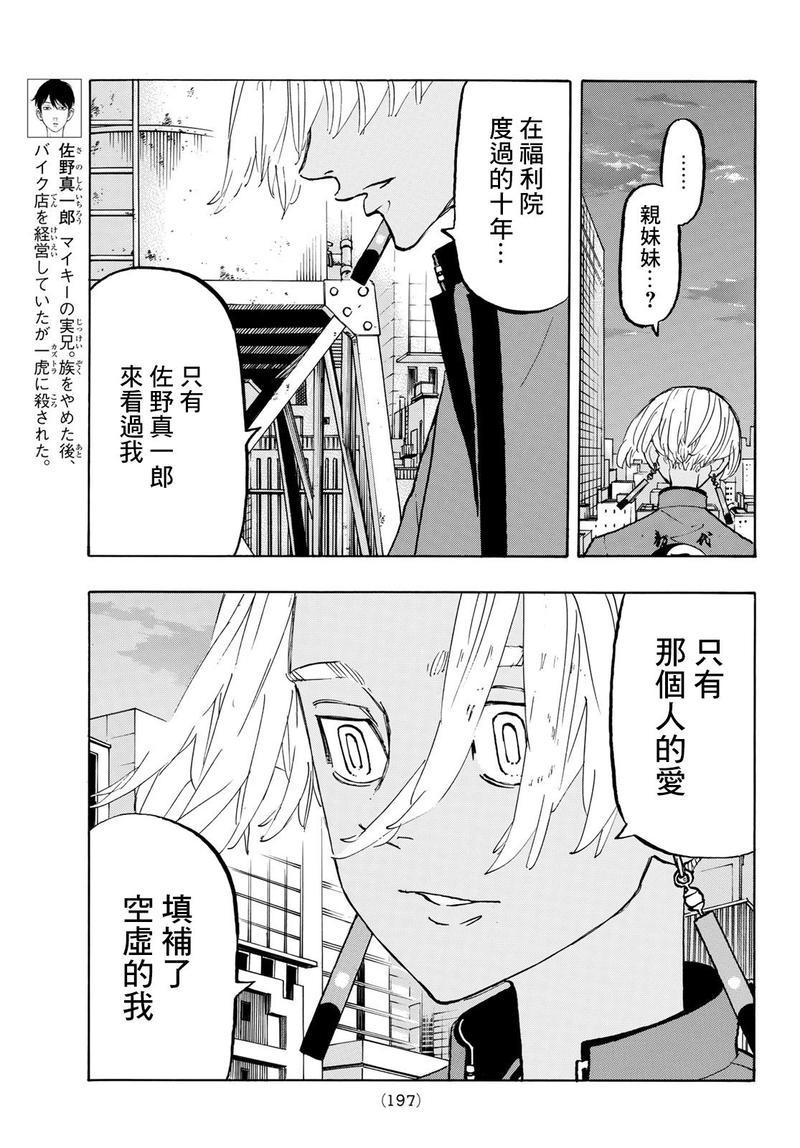 ……
親妹妹…?
在福利院
度過的十年…
只有
佐野真一郎
來看過我
佐野真一郎 マイキーの実兄。族をやめた後、
バイク店を経営していたが一虎に殺された。
只有
那個人的愛
填補了
空虛的我
(197)